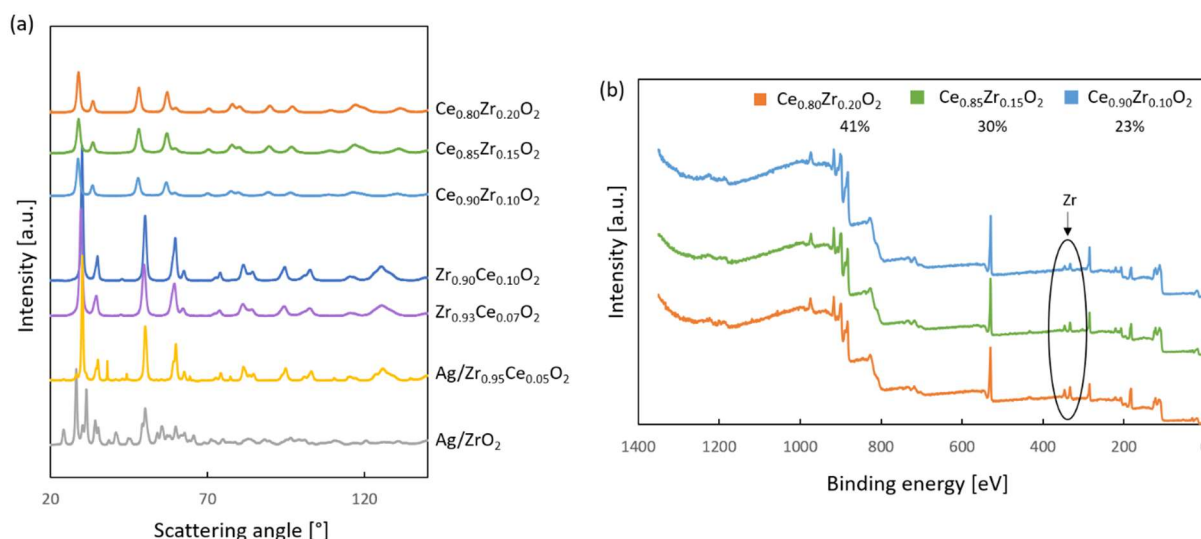 (a)
Ce0.80Zr0.20O2
Ce0.85Zr0.15O2
Ce0.90Zr0.10O2
Zr0.90Ce0.10O2
Zr0.93Ce0.07O2
Ag/Zr0.95Ce0.05O2
Ag/ZrO2
Intensity [a.u.]
20 70 120
Scattering angle [°]
(b)
Ce0.80Zr0.20O2 Ce0.85Zr0.15O2 Ce0.90Zr0.10O2
41% 30% 23%
Zr
Intensity [a.u.]
1400 1200 1000 800 600 400 200
Binding energy [eV]